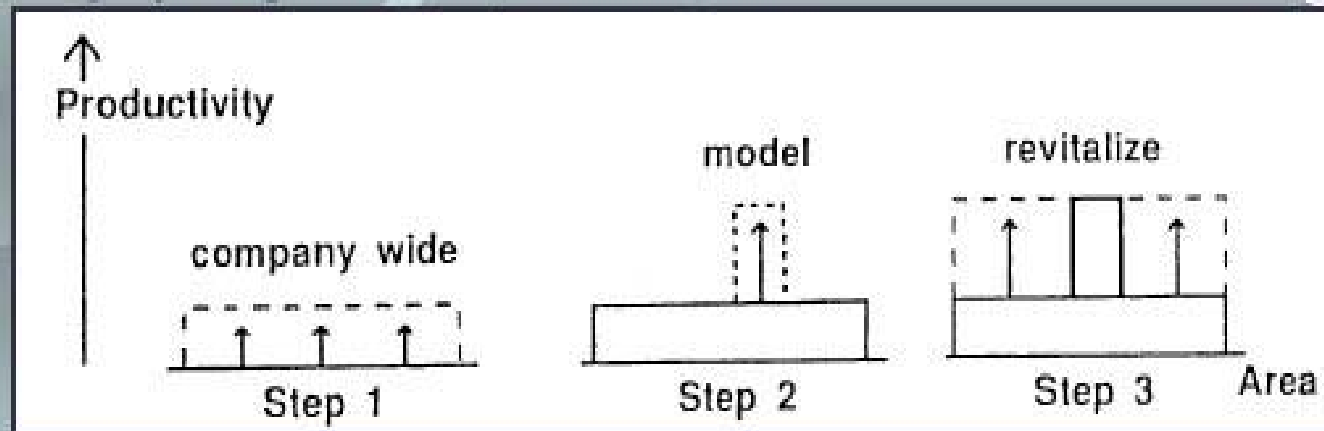 Productivity
model
revitalize
company wide
Step 1
Step 2
Step 3
Area